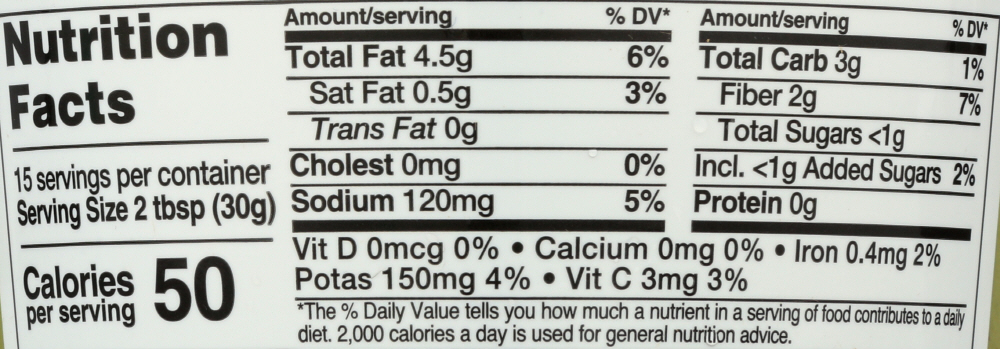 Nutrition
Facts
15 servings per container
Serving Size 2 tbsp (30g)
Calories
per serving
50
Amount/serving % DV*
Total Fat 4.5g 6%
Sat Fat 0.5g 3%
Trans Fat 0g
Cholest 0mg 0%
Sodium 120mg 5%
Amount/serving % DV*
Total Carb 3g 1%
Fiber 2g 7%
Total Sugars <1g
Incl. <1g Added Sugars 2%
Protein 0g
Vit D 0mcg 0% • Calcium 0mg 0% • Iron 0.4mg 2%
Potas 150mg 4% • Vit C 3mg 3%
*The % Daily Value tells you how much a nutrient in a serving of food contributes to a daily
diet. 2,000 calories a day is used for general nutrition advice.